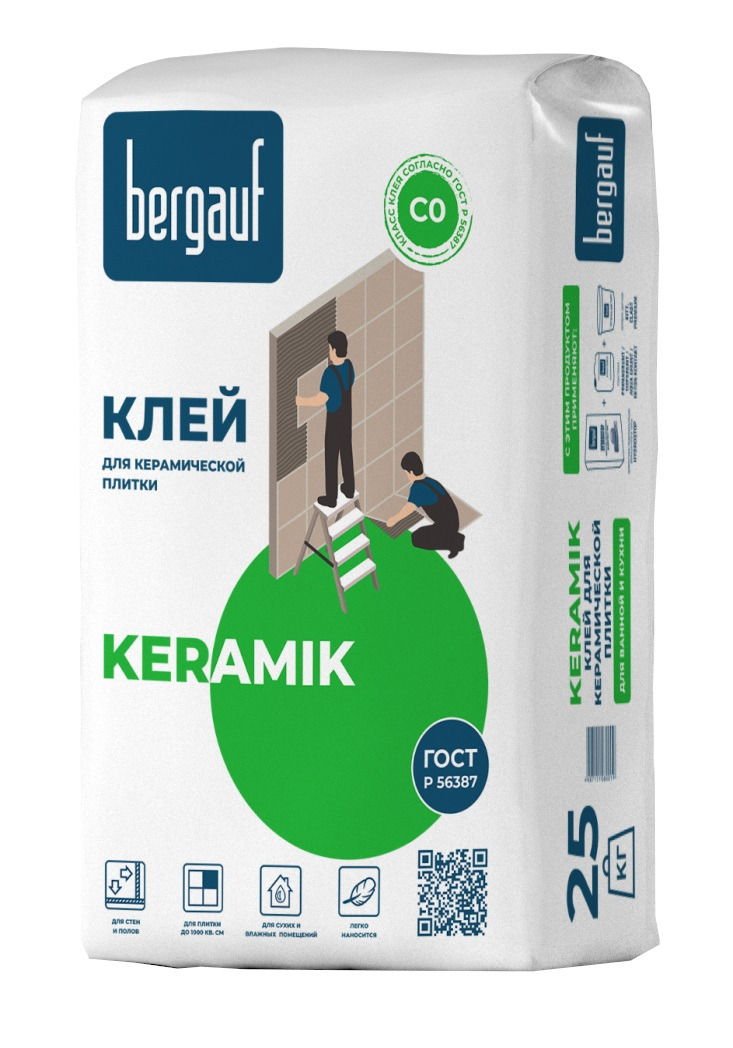 bergauf
КЛАСС КЛЕЯ СОГЛАСНО ГОСТ Р 56387
С0
КЛЕЙ
ДЛЯ КЕРАМИЧЕСКОЙ
ПЛИТКИ
KERAMIK
ГОСТ
Р 56387
ДЛЯ СТЕН
И ПОЛОВ
ДЛЯ ПЛИТКИ
ДО 1900 КВ. СМ
ДЛЯ СУХИХ И
ВЛАЖНЫХ ПОМЕЩЕНИЙ
ЛЕГКО
НАНОСИТСЯ
bergauf
С ЭТИМ ПРОДУКТОМ
ПРИМЕНЯЮТ:
KERAMIK
КЛЕЙ ДЛЯ
КЕРАМИЧЕСКОЙ
ПЛИТКИ
ДЛЯ ВАННОЙ И КУХНИ
25
КГ